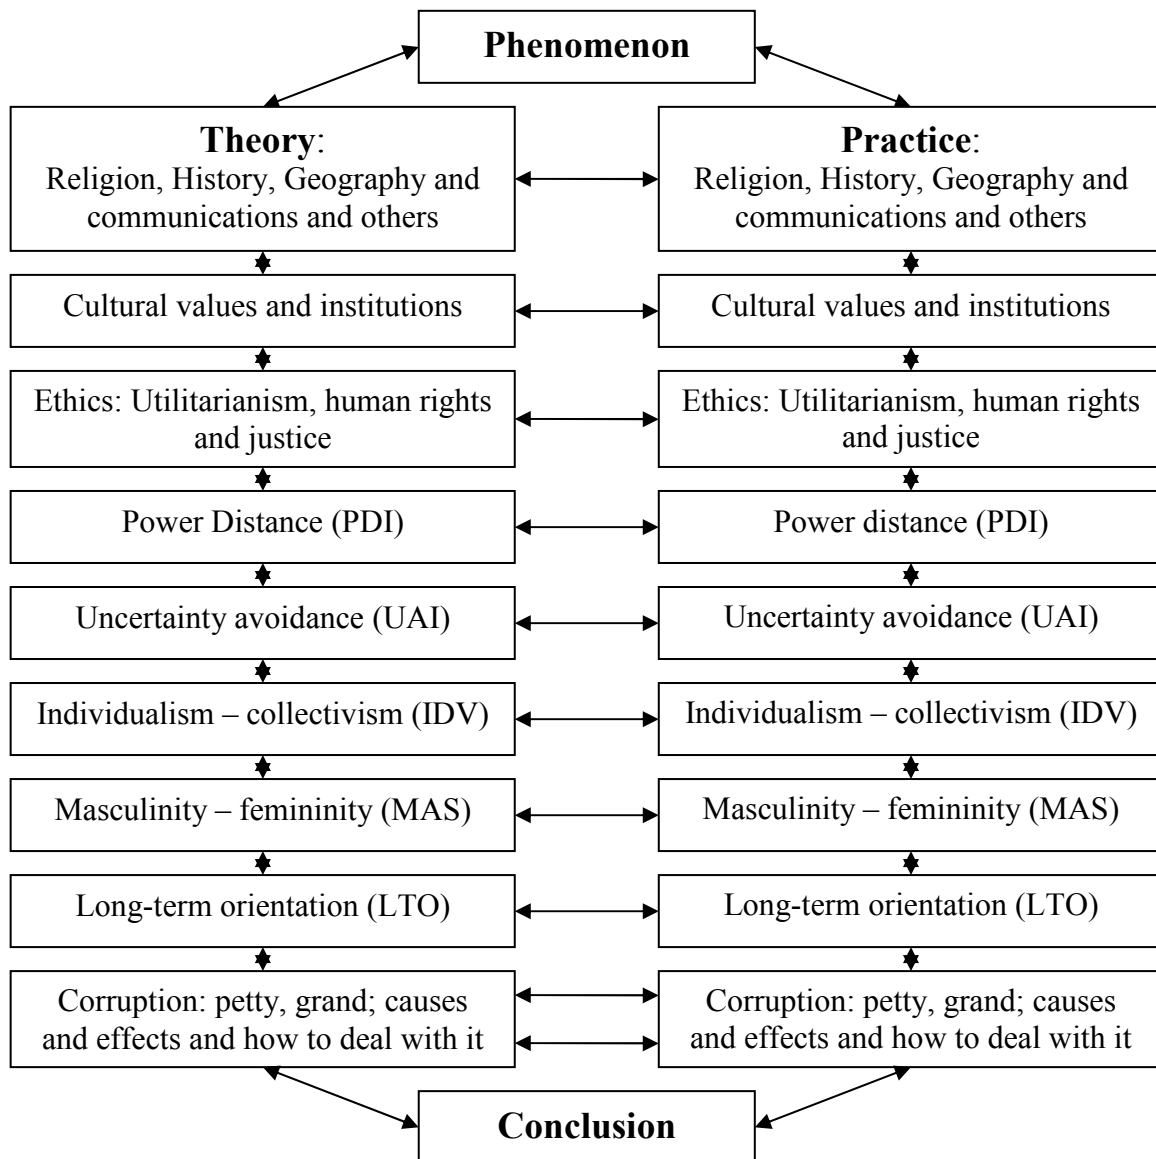 Phenomenon
Theory:
Religion, History, Geography and
communications and others
Practice:
Religion, History, Geography and
communications and others
Cultural values and institutions
Cultural values and institutions
Ethics: Utilitarianism, human rights
and justice
Ethics: Utilitarianism, human rights
and justice
Power Distance (PDI)
Power distance (PDI)
Uncertainty avoidance (UAI)
Uncertainty avoidance (UAI)
Individualism – collectivism (IDV)
Individualism – collectivism (IDV)
Masculinity – femininity (MAS)
Masculinity – femininity (MAS)
Long-term orientation (LTO)
Long-term orientation (LTO)
Corruption: petty, grand; causes
and effects and how to deal with it
Corruption: petty, grand; causes
and effects and how to deal with it
Conclusion